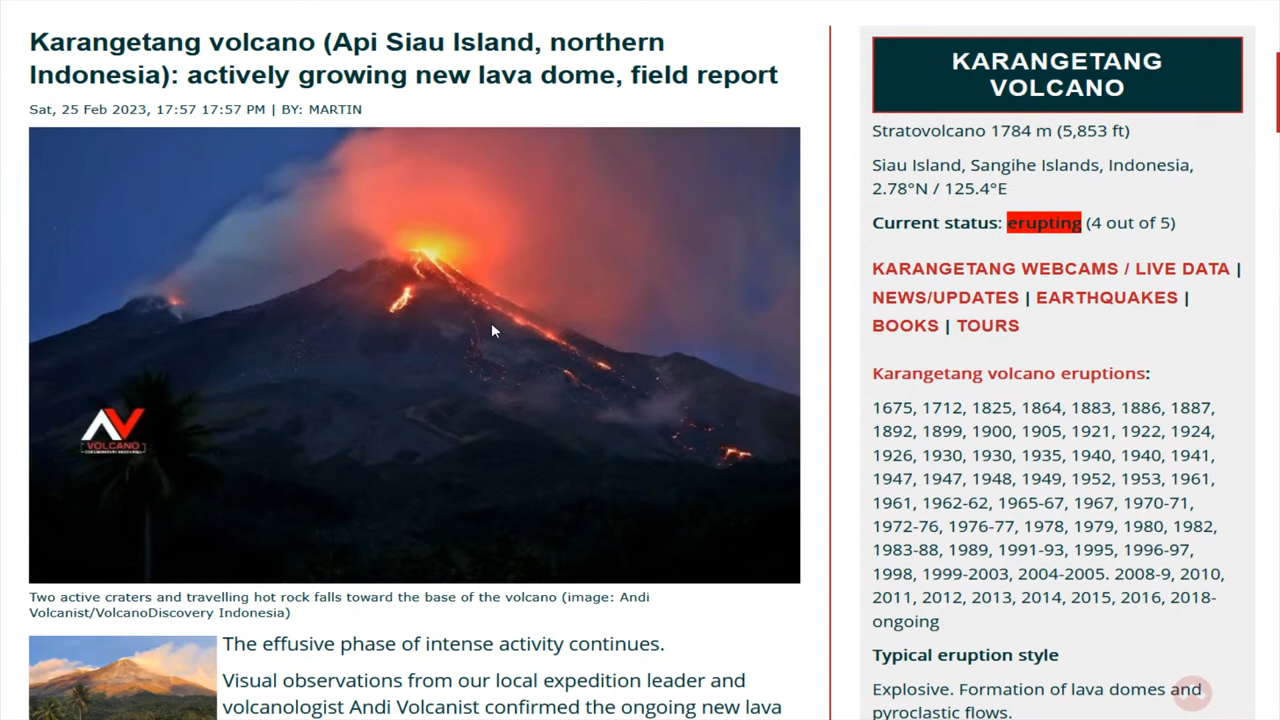 Karangetang volcano (Api Siau Island, northern
Indonesia): actively growing new lava dome, field report
Sat, 25 Feb 2023, 17:57 17:57 PM | BY: MARTIN
AV
VOLCANO
Two active craters and travelling hot rock falls toward the base of the volcano (image: Andi
Volcanist/VolcanoDiscovery Indonesia)
The effusive phase of intense activity continues.
Visual observations from our local expedition leader and
volcanologist Andi Volcanist confirmed the ongoing new lava
KARANGETANG
VOLCANO
Stratovolcano 1784 m (5,853 ft)
Siau Island, Sangihe Islands, Indonesia,
2.78°N / 125.4°E
Current status: erupting (4 out of 5)
KARANGETANG WEBCAMS / LIVE DATA |
NEWS/UPDATES | EARTHQUAKES |
BOOKS | TOURS
Karangetang volcano eruptions:
1675, 1712, 1825, 1864, 1883, 1886, 1887,
1892, 1899, 1900, 1905, 1921, 1922, 1924,
1926, 1930, 1930, 1935, 1940, 1940, 1941,
1947, 1947, 1948, 1949, 1952, 1953, 1961,
1961, 1962-62, 1965-67, 1967, 1970-71,
1972-76, 1976-77, 1978, 1979, 1980, 1982,
1983-88, 1989, 1991-93, 1995, 1996-97,
1998, 1999-2003, 2004-2005. 2008-9, 2010,
2011, 2012, 2013, 2014, 2015, 2016, 2018-
ongoing
Typical eruption style
Explosive. Formation of lava domes and
pyroclastic flows.